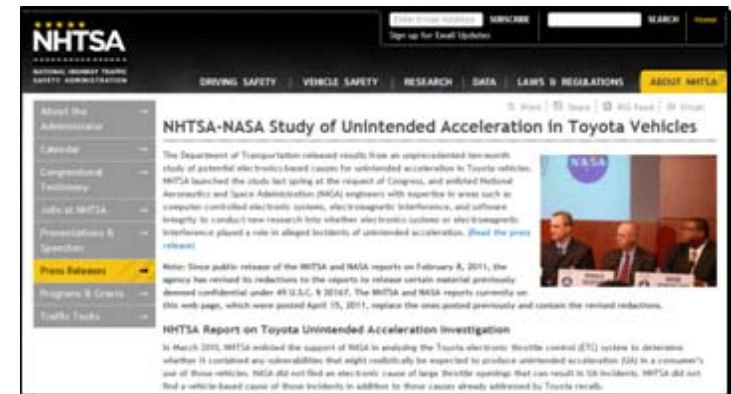 Enter Email Address SUBSCRIBE SEARCH Home
Sign up for Email Updates
NHTSA
NATIONAL HIGHWAY TRAFFIC
SAFETY ADMINISTRATION
DRIVING SAFETY VEHICLE SAFETY RESEARCH DATA LAWS & REGULATIONS ABOUT NHTSA
Print Share RSS Feed Email
About the
Administrator
Calendar
Congressional
Testimony
Jobs at NHTSA
Presentations &
Speeches
Press Releases
Programs & Grants
Traffic Tech
NHTSA-NASA Study of Unintended Acceleration in Toyota Vehicles
The Department of Transportation released results from an unprecedented ten-month
study of potential electronics-based causes for unintended acceleration in Toyota vehicles.
NHTSA launched the study last spring at the request of Congress, and enlisted National
Aeronautics and Space Administration (NASA) engineers with expertise in areas such as
computer controlled electronic systems, electromagnetic interference, and software
integrity to conduct new research into whether electronics systems or electromagnetic
interference played a role in alleged incidents of unintended acceleration. (Read the press
release)
NASA
Note: Since public release of the NHTSA and NASA reports on February 8, 2011, the
agency has revised its redactions to the reports to release certain material previously
deemed confidential under 49 U.S.C. § 30167. The NHTSA and NASA reports currently on
this web page, which were posted April 15, 2011, replace the ones posted previously and contain the revised redactions.
NHTSA Report on Toyota Unintended Acceleration Investigation
In March 2010, NHTSA enlisted the support of NASA in analyzing the Toyota electronic throttle control (ETC) system to determine
whether it contained any vulnerabilities that might realistically be expected to produce unintended acceleration (UA) in a consumer's
use of those vehicles. NASA did not find an electronic cause of large throttle openings that can result in UA incidents. NHTSA did not
find a vehicle-based cause of those incidents in addition to those causes already addressed by Toyota recalls.